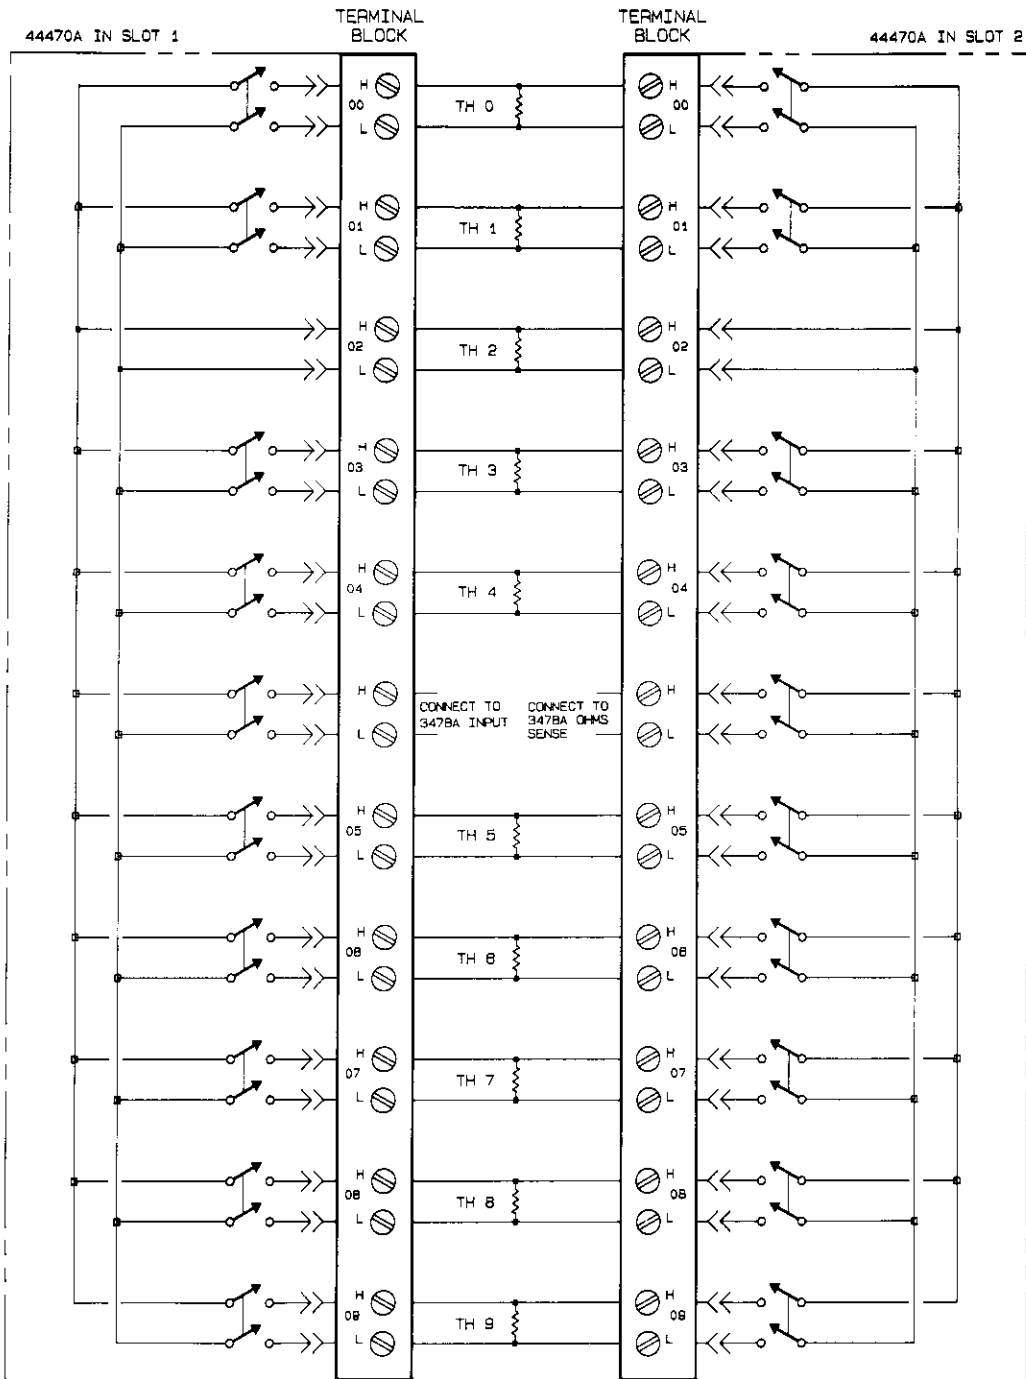 44470A IN SLOT 1
TERMINAL
BLOCK
TERMINAL
BLOCK
44470A IN SLOT 2
H
00
L
TH 0
H
00
L
H
01
L
TH 1
H
01
L
H
02
L
TH 2
H
02
L
H
03
L
TH 3
H
03
L
H
04
L
TH 4
H
04
L
H
L
CONNECT TO
3478A INPUT
CONNECT TO
3478A OHMS
SENSE
H
L
H
05
L
TH 5
H
05
L
H
06
L
TH 6
H
06
L
H
07
L
TH 7
H
07
L
H
08
L
TH 8
H
08
L
H
09
L
TH 9
H
09
L